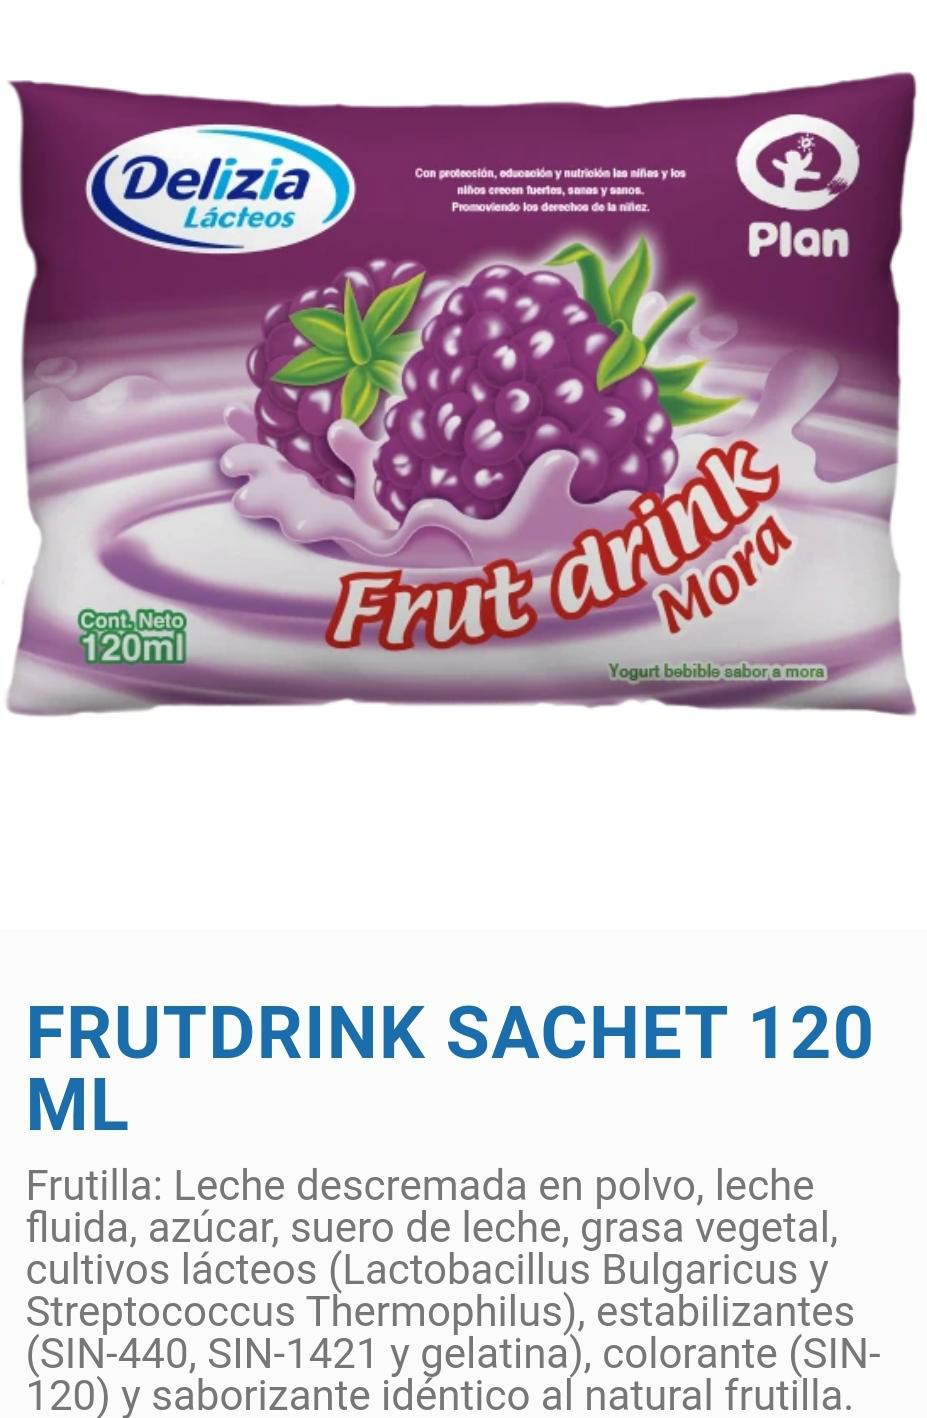 Delizia
Lácteos
Con protección, educación y nutrición las niñas y los
niños crecen fuertes, sanas y sanos.
Promoviendo los derechos de la niñez.
Plan
Frut drink
Mora
Cont. Neto
120ml
Yogurt bebible sabor a mora
FRUTDRINK SACHET 120
ML
Frutilla: Leche descremada en polvo, leche
fluida, azúcar, suero de leche, grasa vegetal,
cultivos lácteos (Lactobacillus Bulgaricus y
Streptococcus Thermophilus), estabilizantes
(SIN-440, SIN-1421 y gelatina), colorante (SIN-
120) y saborizante idéntico al natural frutilla.